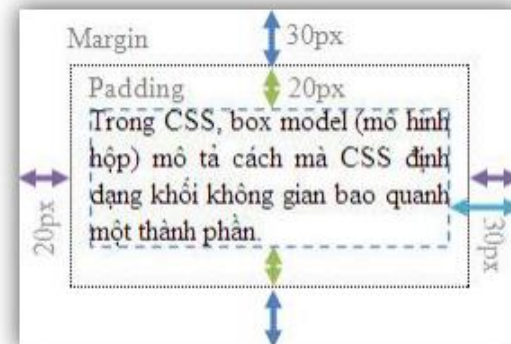 Margin
30px
Padding
20px
Trong CSS, box model (mô hình
hộp) mô tả cách mà CSS định
dạng khối không gian bao quanh
một thành phần.
20px
30px